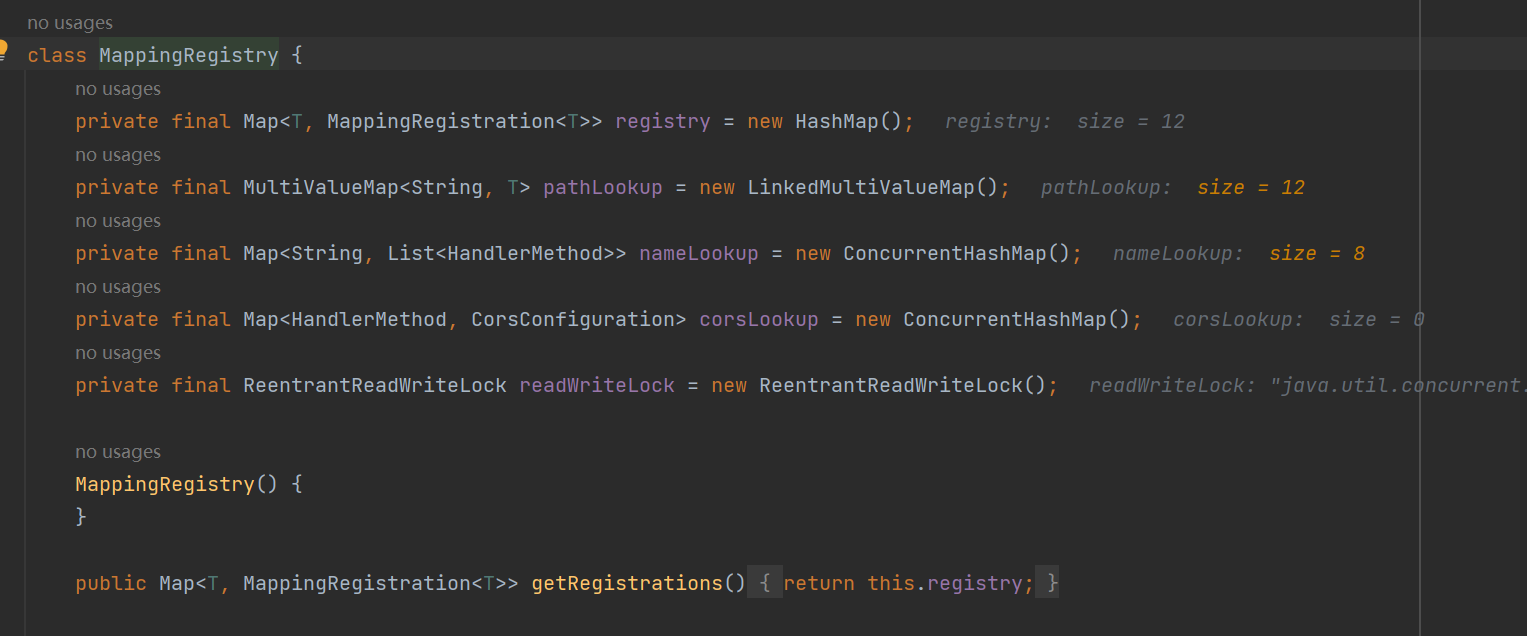 no usages
class MappingRegistry {
no usages
private final Map<T, MappingRegistration<T>> registry = new HashMap(); registry: size = 12
no usages
private final MultiValueMap<String, T> pathLookup = new LinkedMultiValueMap(); pathLookup: size = 12
no usages
private final Map<String, List<HandlerMethod>> nameLookup = new ConcurrentHashMap(); nameLookup: size = 8
no usages
private final Map<HandlerMethod, CorsConfiguration> corsLookup = new ConcurrentHashMap(); corsLookup: size = 0
no usages
private final ReentrantReadWriteLock readWriteLock = new ReentrantReadWriteLock(); readWriteLock: "java.util.concurrent.
no usages
MappingRegistry() {
}
public Map<T, MappingRegistration<T>> getRegistrations() { return this.registry; }